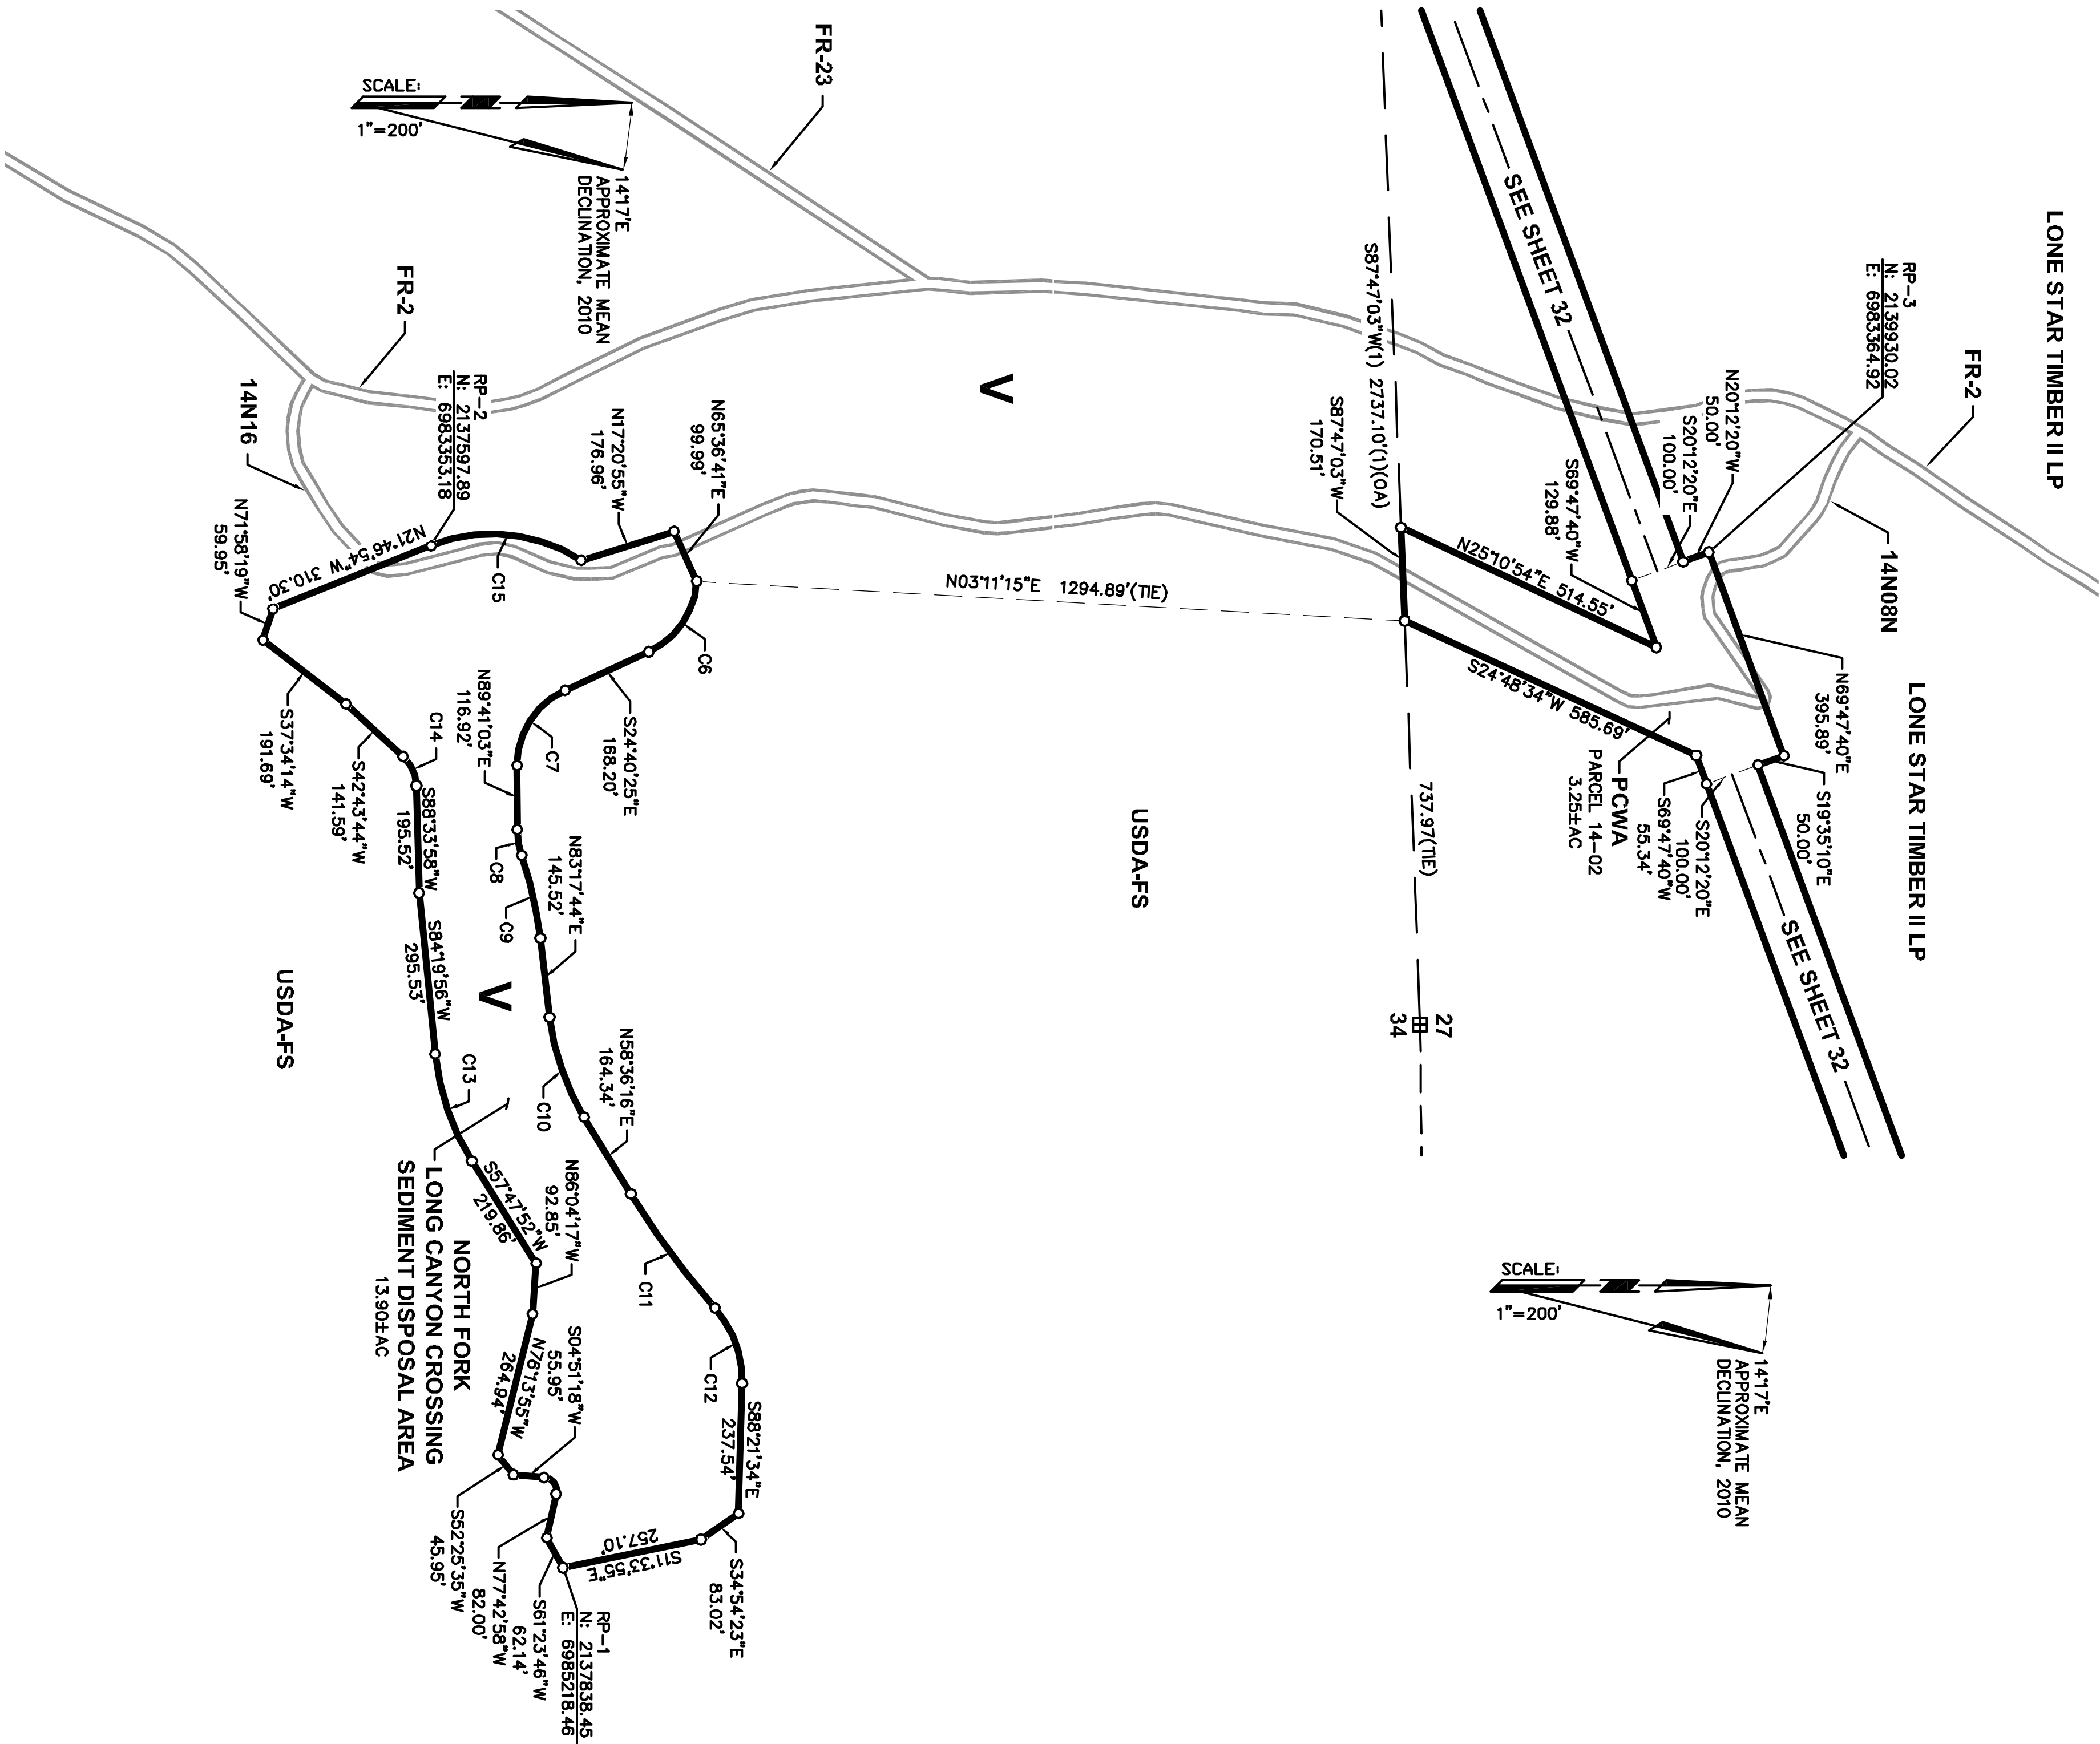 LONE STAR TIMBER II LP
FR-2
RP-3
N: 2139930.02
E: 6983364.92
14N08N
LONE STAR TIMBER II LP
N20°12'20"W
50.00'
S20°12'20"E
100.00'
S69°47'40"W
129.88'
N69°47'40"E
395.89'
S19°35'10"E
50.00'
S20°12'20"E
100.00'
S69°47'40"W
55.34'
PCWA
PARCEL 14-02
3.25±AC
SEE SHEET 32
SEE SHEET 32
N25°10'54"E 514.55'
S24°48'34"W 585.69'
S87°47'03"W(1) 2737.10'(1)(OA)
S87°47'03"W
170.51'
737.97(TIE)
27
34
SCALE:
1"=200'
14°17'E
APPROXIMATE MEAN
DECLINATION, 2010
USDA-FS
V
N03°11'15"E 1294.89'(TIE)
FR-23
SCALE:
1"=200'
14°17'E
APPROXIMATE MEAN
DECLINATION, 2010
FR-2
14N16
RP-2
N: 2137597.89
E: 6983353.18
N65°36'41"E
99.99'
N17°20'55"W
176.96'
C15
N21°46'54"W 310.30'
N71°58'19"W
59.95'
S37°34'14"W
191.69'
S42°43'44"W
141.59'
C14
S88°33'58"W
195.52'
S84°19'56"W
295.53'
C13
S57°47'52"W
219.86'
N86°04'17"W
92.85'
N76°13'55"W
264.94'
S04°51'18"W
55.95'
S52°25'35"W
45.95'
N77°42'58"W
82.00'
S61°23'46"W
62.14'
RP-1
N: 2137838.45
E: 6985218.46
S11°33'55"E
257.10'
S34°54'23"E
83.02'
S88°21'34"E
237.54'
C12
C11
N58°36'16"E
164.34'
C10
N83°17'44"E
145.52'
C9
C8
N89°41'03"E
116.92'
C7
S24°40'25"E
168.20'
C6
V
USDA-FS
NORTH FORK
LONG CANYON CROSSING
SEDIMENT DISPOSAL AREA
13.90±AC